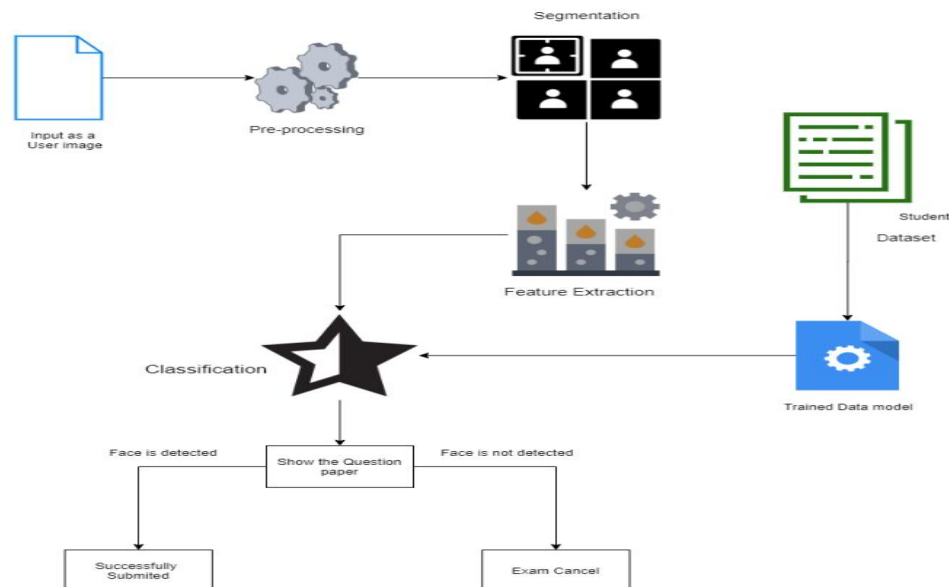 Segmentation
Input as a
User image
Pre-processing
Student
Dataset
Feature Extraction
Classification
Trained Data model
Face is detected
Show the Question
paper
Face is not detected
Successfully
Submited
Exam Cancel